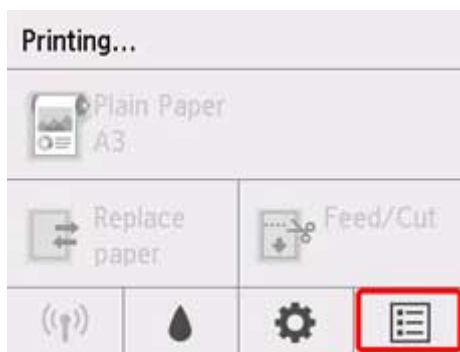 Printing...
Plain Paper
A3
Replace
paper
Feed/Cut